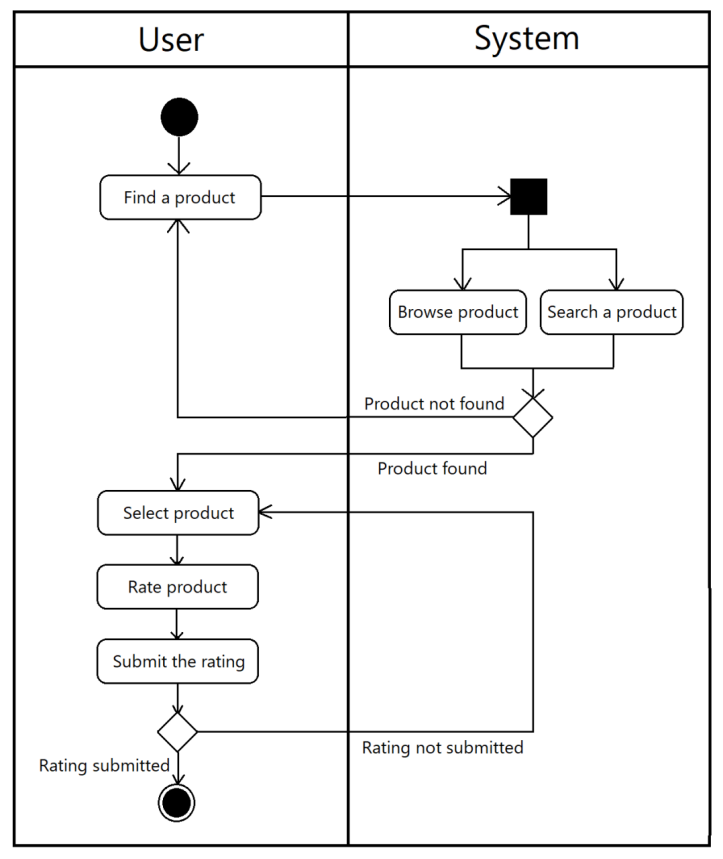 User
System
Find a product
Browse product
Search a product
Product not found
Product found
Select product
Rate product
Submit the rating
Rating not submitted
Rating submitted